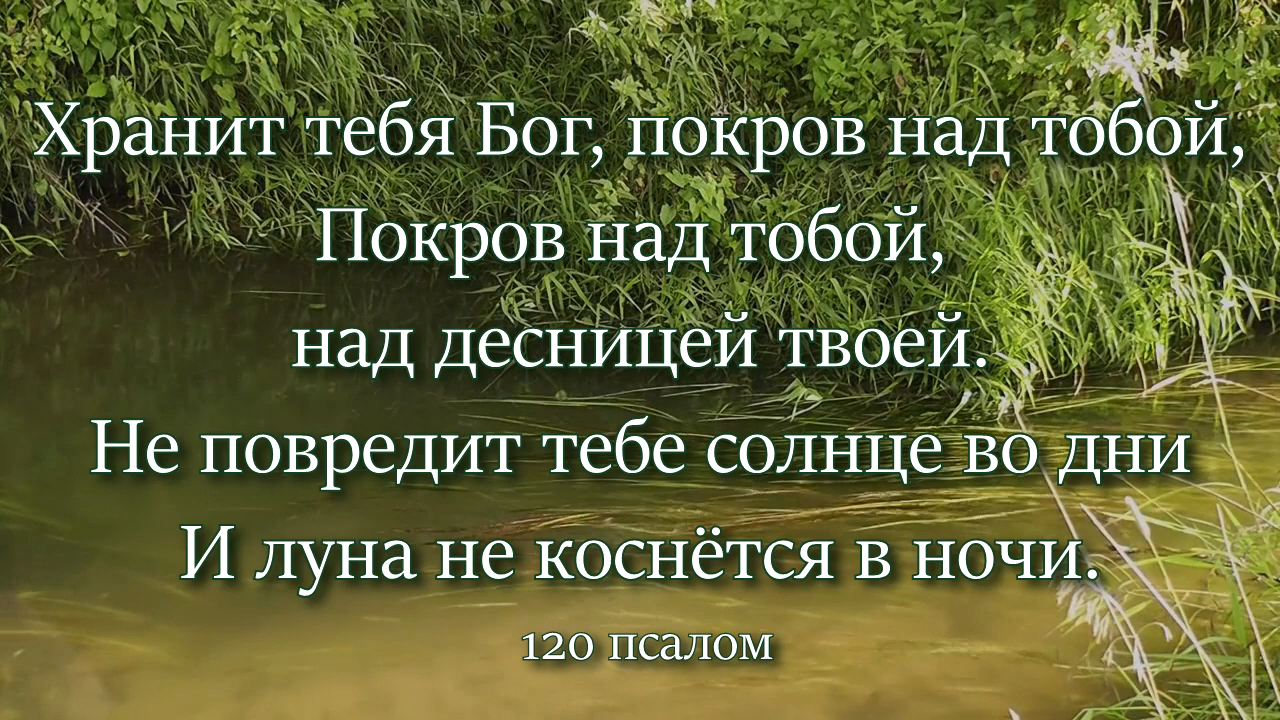 Хранит тебя Бог, покров над тобой,
Покров над тобой,
над десницей твоей.
Не повредит тебе солнце во дни
И луна не коснётся в ночи.
120 псалом